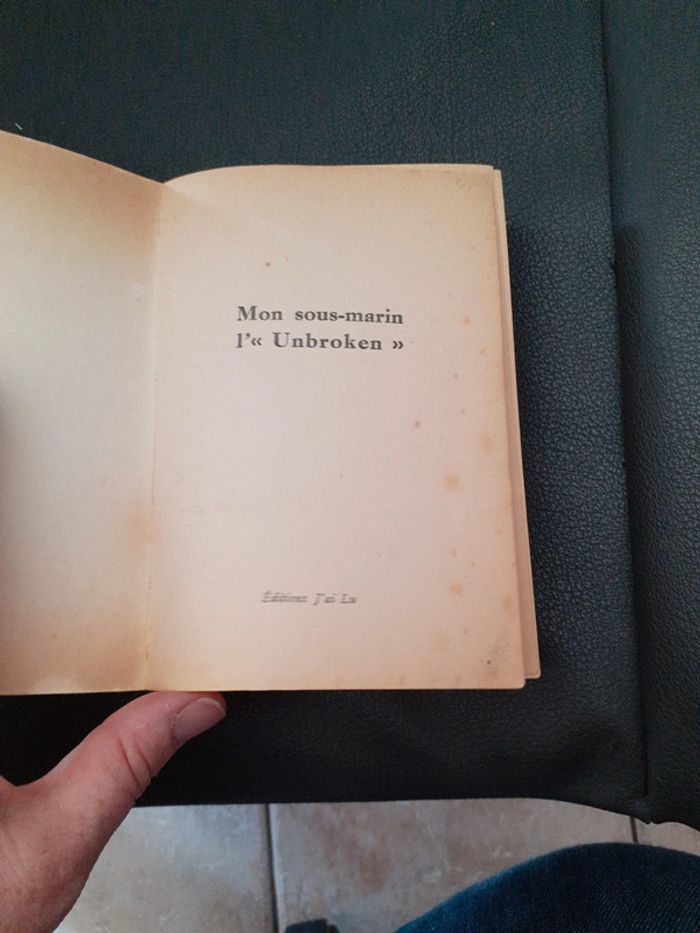 Mon sous-marin
l'« Unbroken »
Éditions J'ai Lu